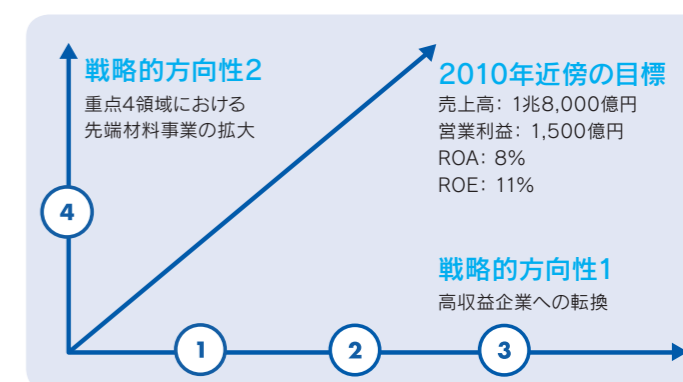 戦略的方向性2
重点4領域における
先端材料事業の拡大
2010年近傍の目標
売上高: 1兆8,000億円
営業利益: 1,500億円
ROA: 8%
ROE: 11%
4
戦略的方向性1
高収益企業への転換
1
2
3